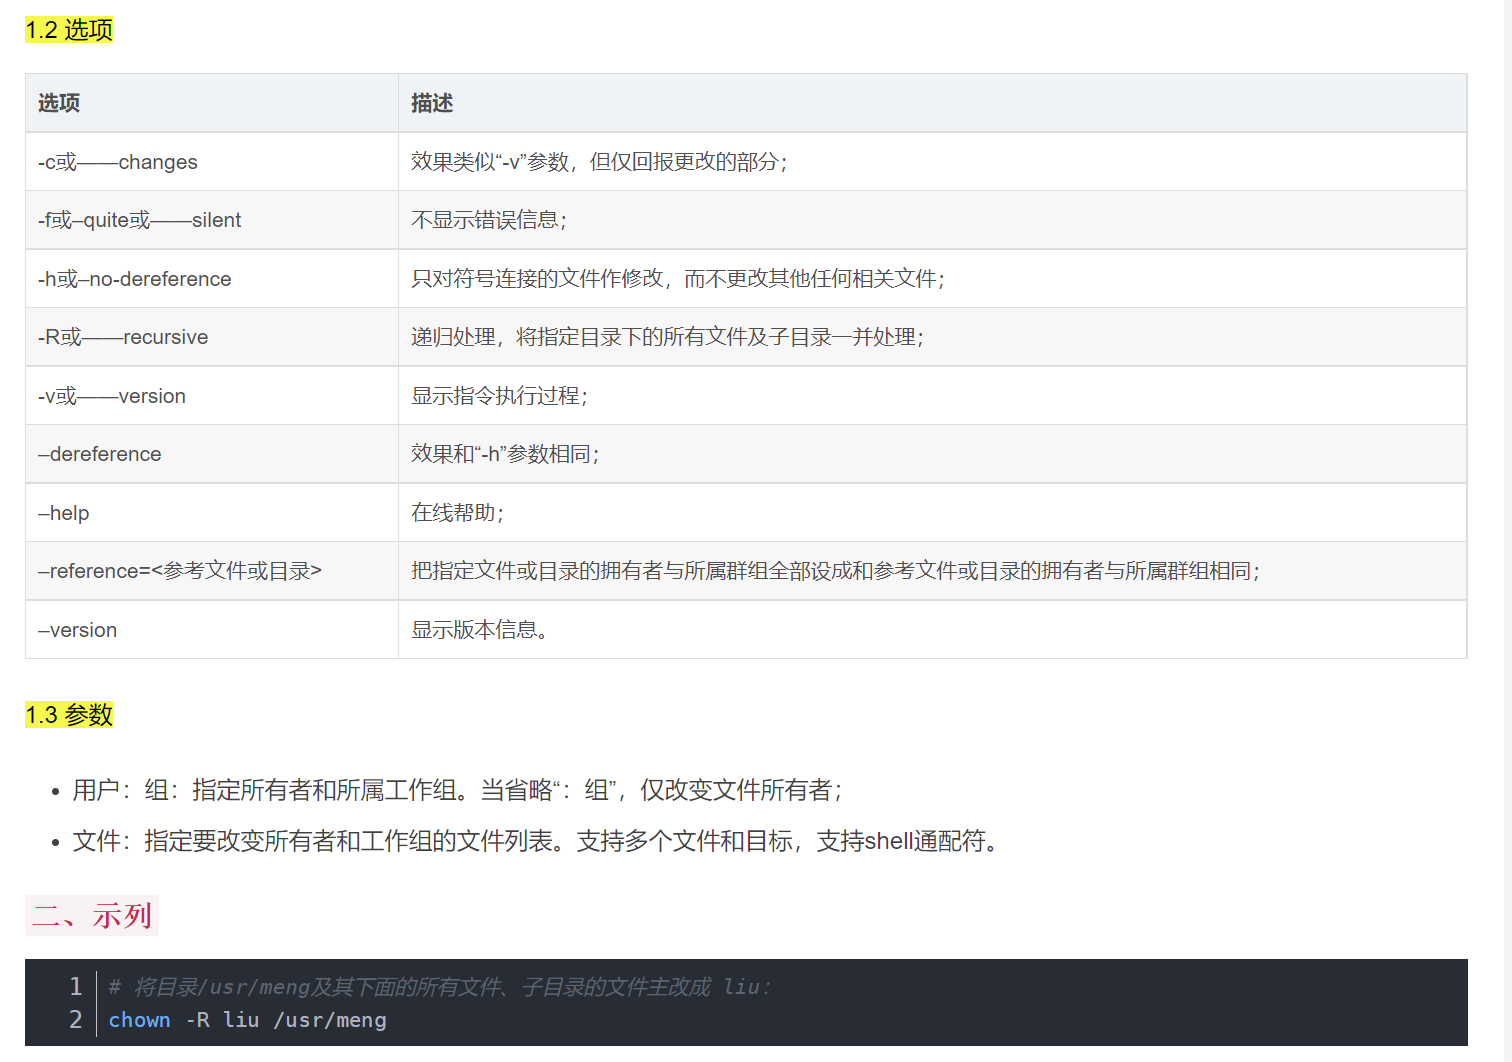 1.2 选项
选项 描述
-c或——changes 效果类似“-v”参数，但仅回报更改的部分；
-f或–quite或——silent 不显示错误信息；
-h或–no-dereference 只对符号连接的文件作修改，而不更改其他任何相关文件；
-R或——recursive 递归处理，将指定目录下的所有文件及子目录一并处理；
-v或——version 显示指令执行过程；
–dereference 效果和“-h”参数相同；
–help 在线帮助；
–reference=<参考文件或目录> 把指定文件或目录的拥有者与所属群组全部设成和参考文件或目录的拥有者与所属群组相同；
–version 显示版本信息。
1.3 参数
• 用户：组：指定所有者和所属工作组。当省略“：组”，仅改变文件所有者；
• 文件：指定要改变所有者和工作组的文件列表。支持多个文件和目标，支持shell通配符。
二、示列
1 # 将目录/usr/meng及其下面的所有文件、子目录的文件主改成 liu：
2 chown -R liu /usr/meng